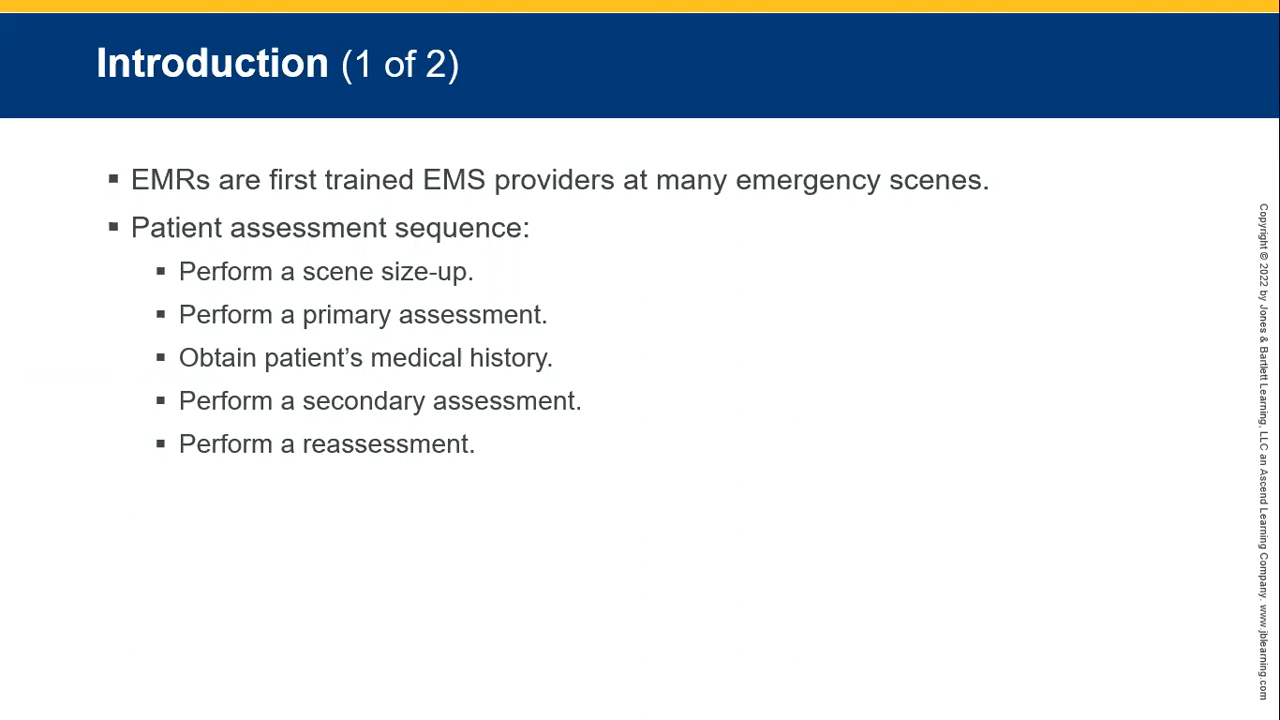 Introduction (1 of 2)
▪ EMRs are first trained EMS providers at many emergency scenes.
▪ Patient assessment sequence:
▪ Perform a scene size-up.
▪ Perform a primary assessment.
▪ Obtain patient’s medical history.
▪ Perform a secondary assessment.
▪ Perform a reassessment.
Copyright © 2022 by Jones & Bartlett Learning, LLC an Ascend Learning Company. www.jblearning.com